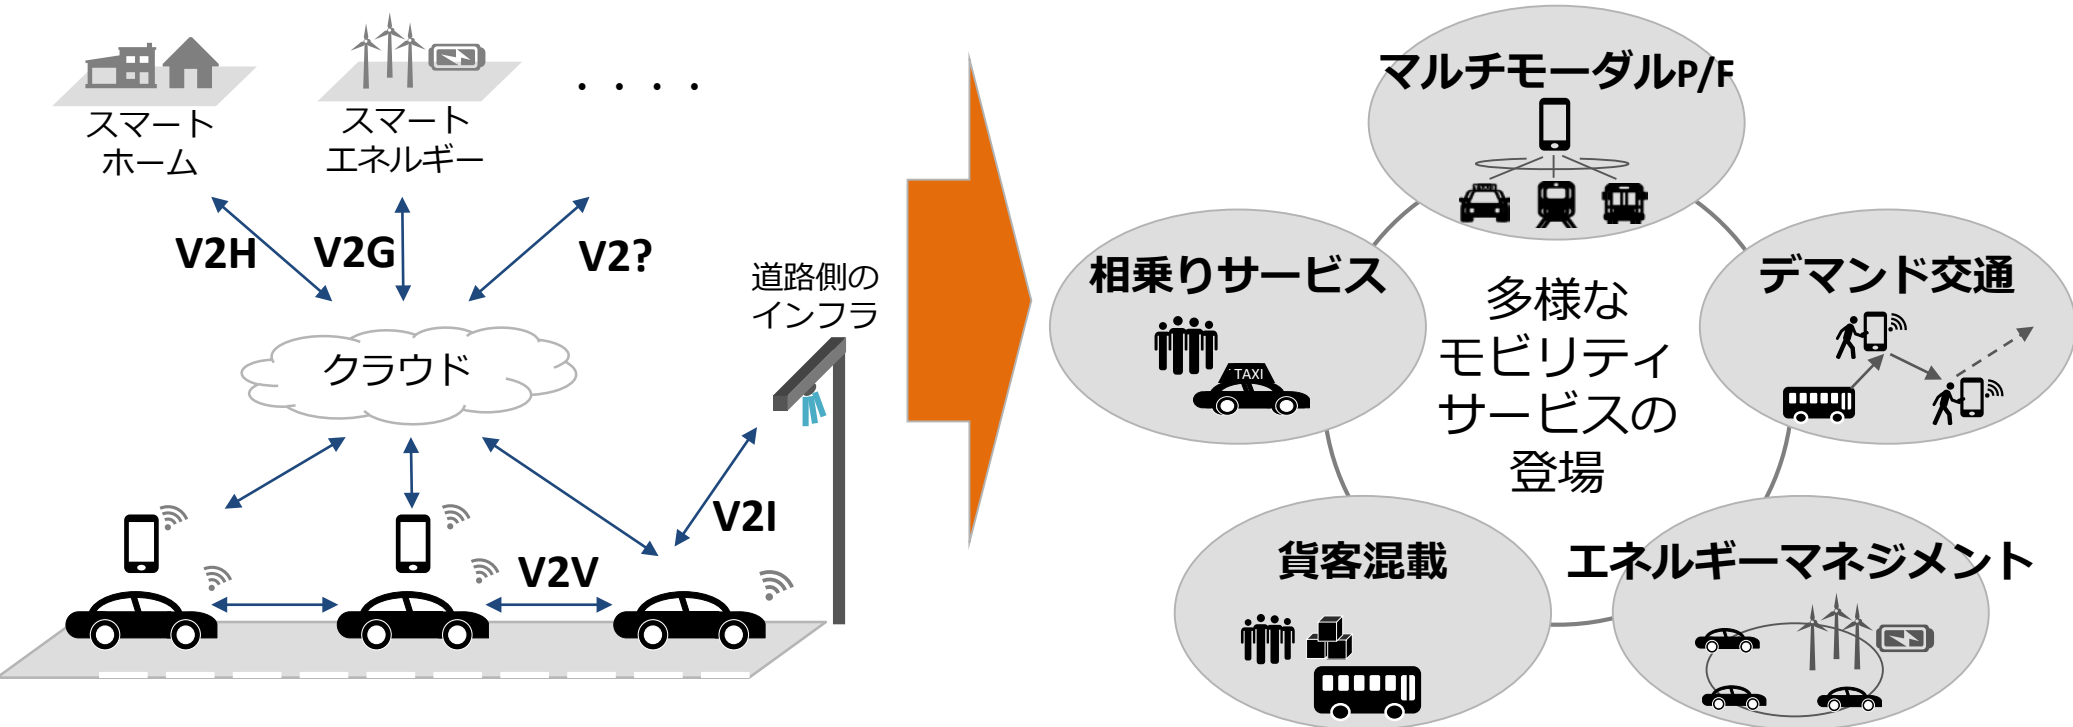 スマート
ホーム
スマート
エネルギー
・・・・
V2H
V2G
V2?
道路側の
インフラ
クラウド
V2I
V2V
マルチモーダルP/F
相乗りサービス
TAXI
デマンド交通
多様な
モビリティ
サービスの
登場
貨客混載
エネルギーマネジメント